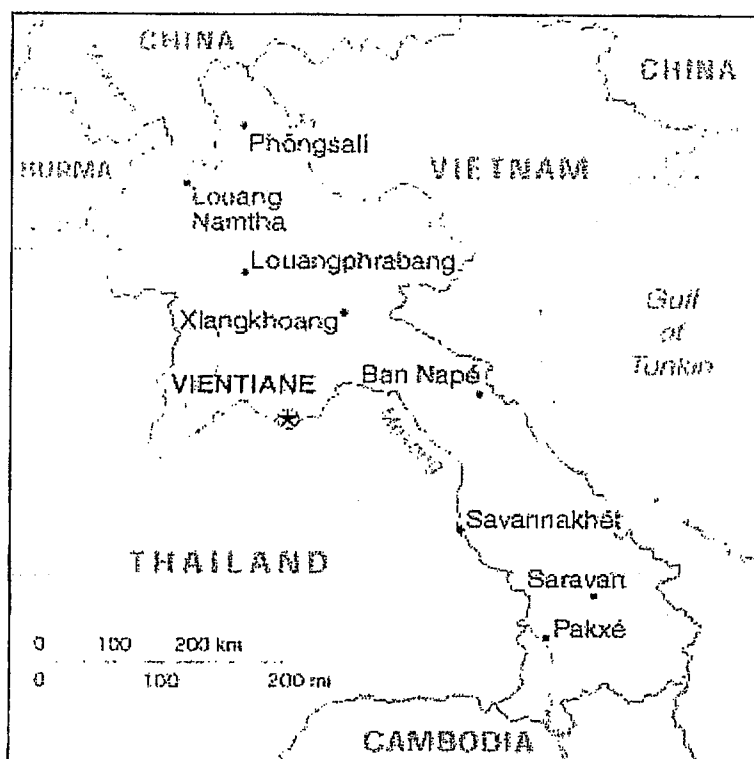 CHINA
CHINA
Phôngsali
BURMA
VIETNAM
Louang
Namtha
Louangphrabang
Xiangkhoang
Gulf
of
Tonkin
Ban Napé
VIENTIANE
Mekong
Savannakhét
THAILAND
Saravan
Pakxé
0 100 200 km
0 100 200 mi
CAMBODIA